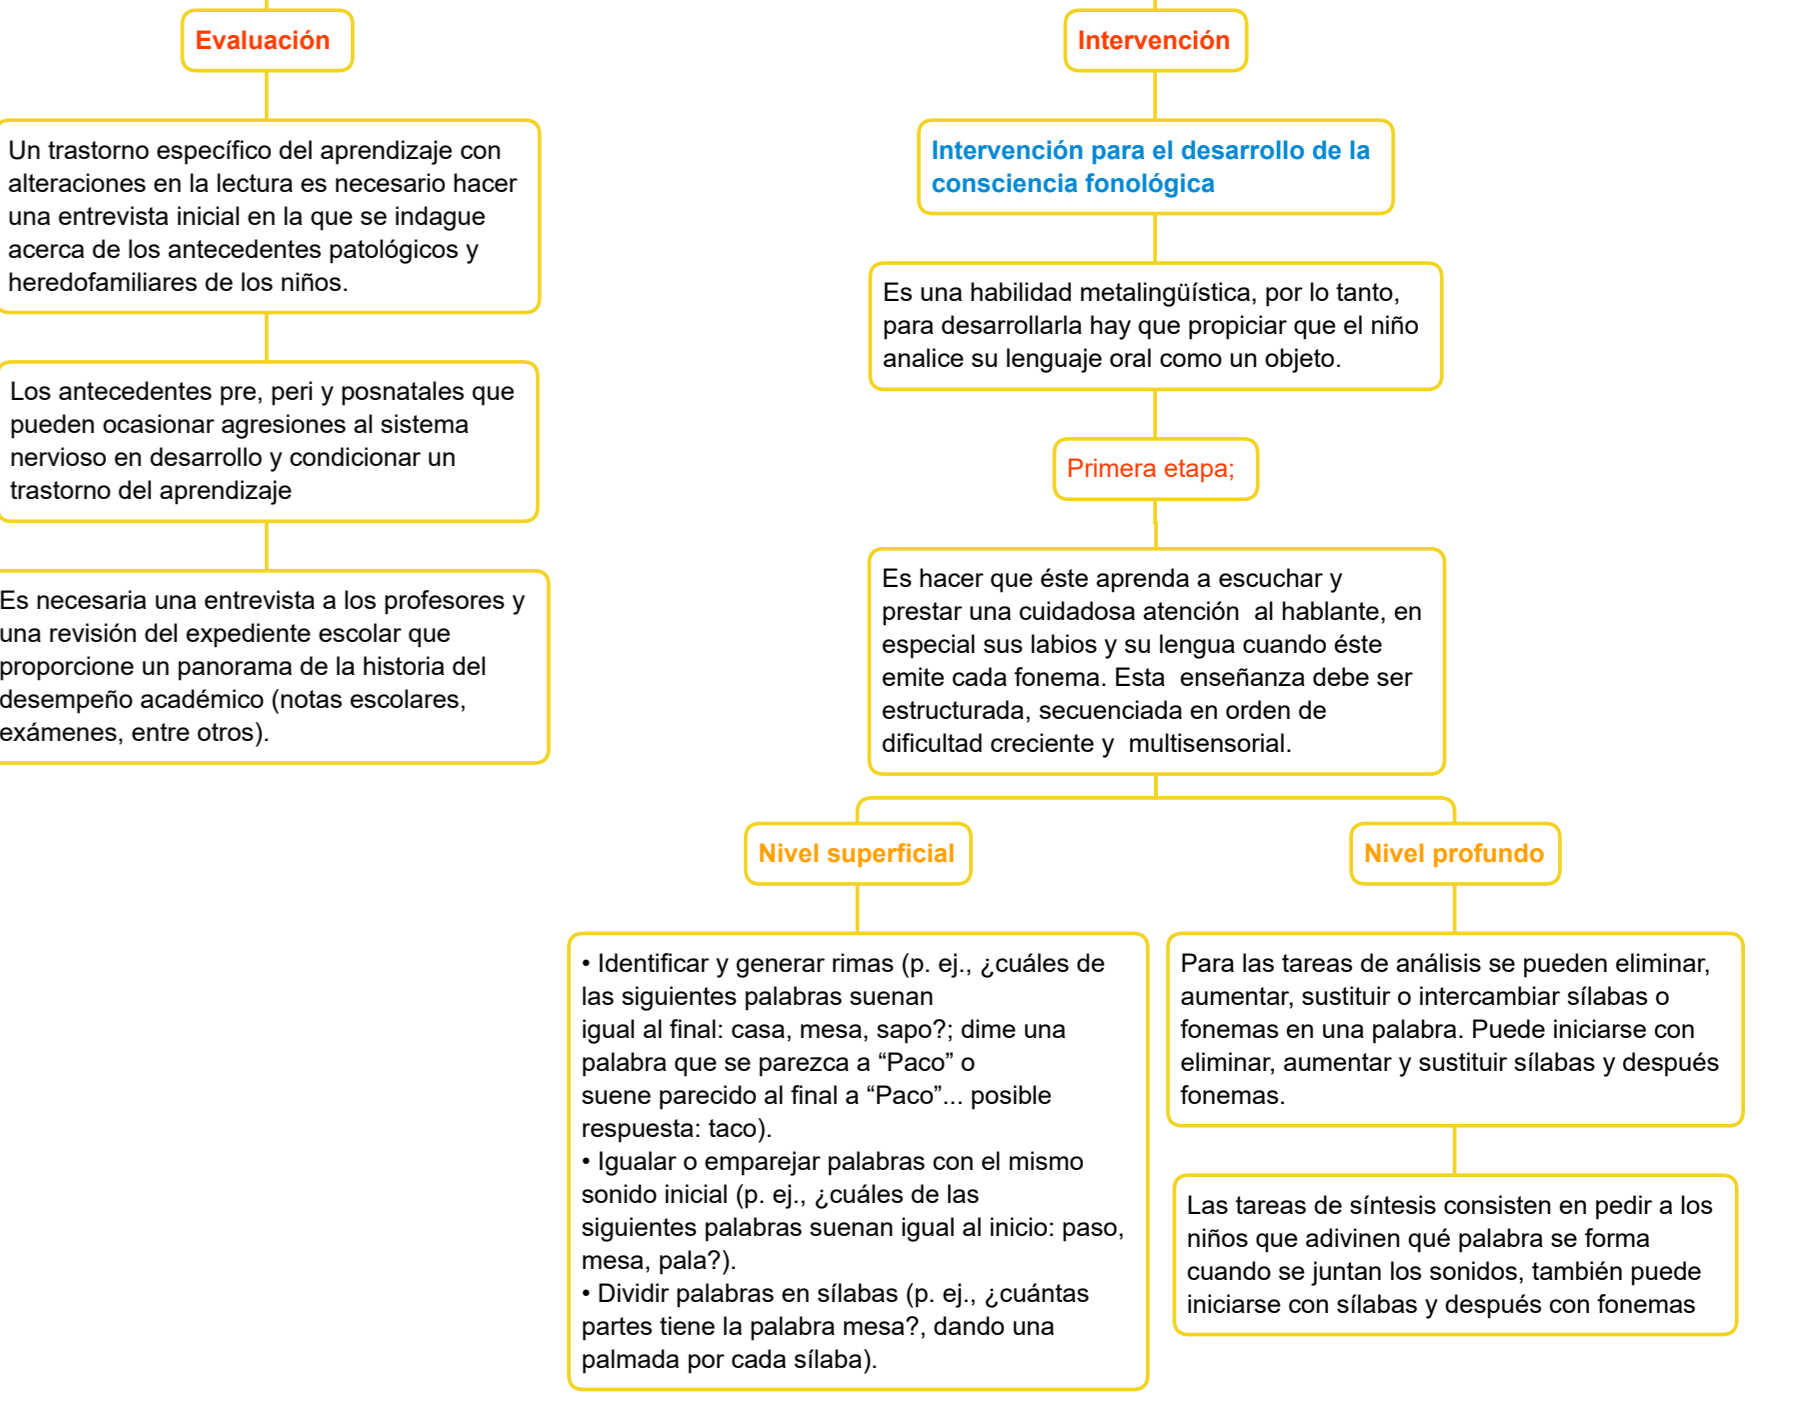 Evaluación
Un trastorno específico del aprendizaje con
alteraciones en la lectura es necesario hacer
una entrevista inicial en la que se indague
acerca de los antecedentes patológicos y
heredofamiliares de los niños.
Los antecedentes pre, peri y posnatales que
pueden ocasionar agresiones al sistema
nervioso en desarrollo y condicionar un
trastorno del aprendizaje
Es necesaria una entrevista a los profesores y
una revisión del expediente escolar que
proporcione un panorama de la historia del
desempeño académico (notas escolares,
exámenes, entre otros).
Intervención
Intervención para el desarrollo de la
consciencia fonológica
Es una habilidad metalingüística, por lo tanto,
para desarrollarla hay que propiciar que el niño
analice su lenguaje oral como un objeto.
Primera etapa;
Es hacer que éste aprenda a escuchar y
prestar una cuidadosa atención  al hablante, en
especial sus labios y su lengua cuando éste
emite cada fonema. Esta  enseñanza debe ser
estructurada, secuenciada en orden de
dificultad creciente y  multisensorial.
Nivel superficial
• Identificar y generar rimas (p. ej., ¿cuáles de
las siguientes palabras suenan
igual al final: casa, mesa, sapo?; dime una
palabra que se parezca a “Paco” o
suene parecido al final a “Paco”... posible
respuesta: taco).
• Igualar o emparejar palabras con el mismo
sonido inicial (p. ej., ¿cuáles de las
siguientes palabras suenan igual al inicio: paso,
mesa, pala?).
• Dividir palabras en sílabas (p. ej., ¿cuántas
partes tiene la palabra mesa?, dando una
palmada por cada sílaba).
Nivel profundo
Para las tareas de análisis se pueden eliminar,
aumentar, sustituir o intercambiar sílabas o
fonemas en una palabra. Puede iniciarse con
eliminar, aumentar y sustituir sílabas y después
fonemas.
Las tareas de síntesis consisten en pedir a los
niños que adivinen qué palabra se forma
cuando se juntan los sonidos, también puede
iniciarse con sílabas y después con fonemas